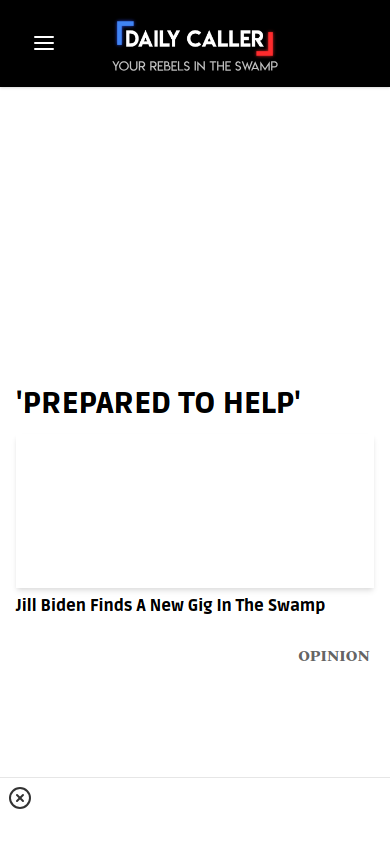 DAILY CALLER
YOUR REBELS IN THE SWAMP
'PREPARED TO HELP'
Jill Biden Finds A New Gig In The Swamp
OPINION